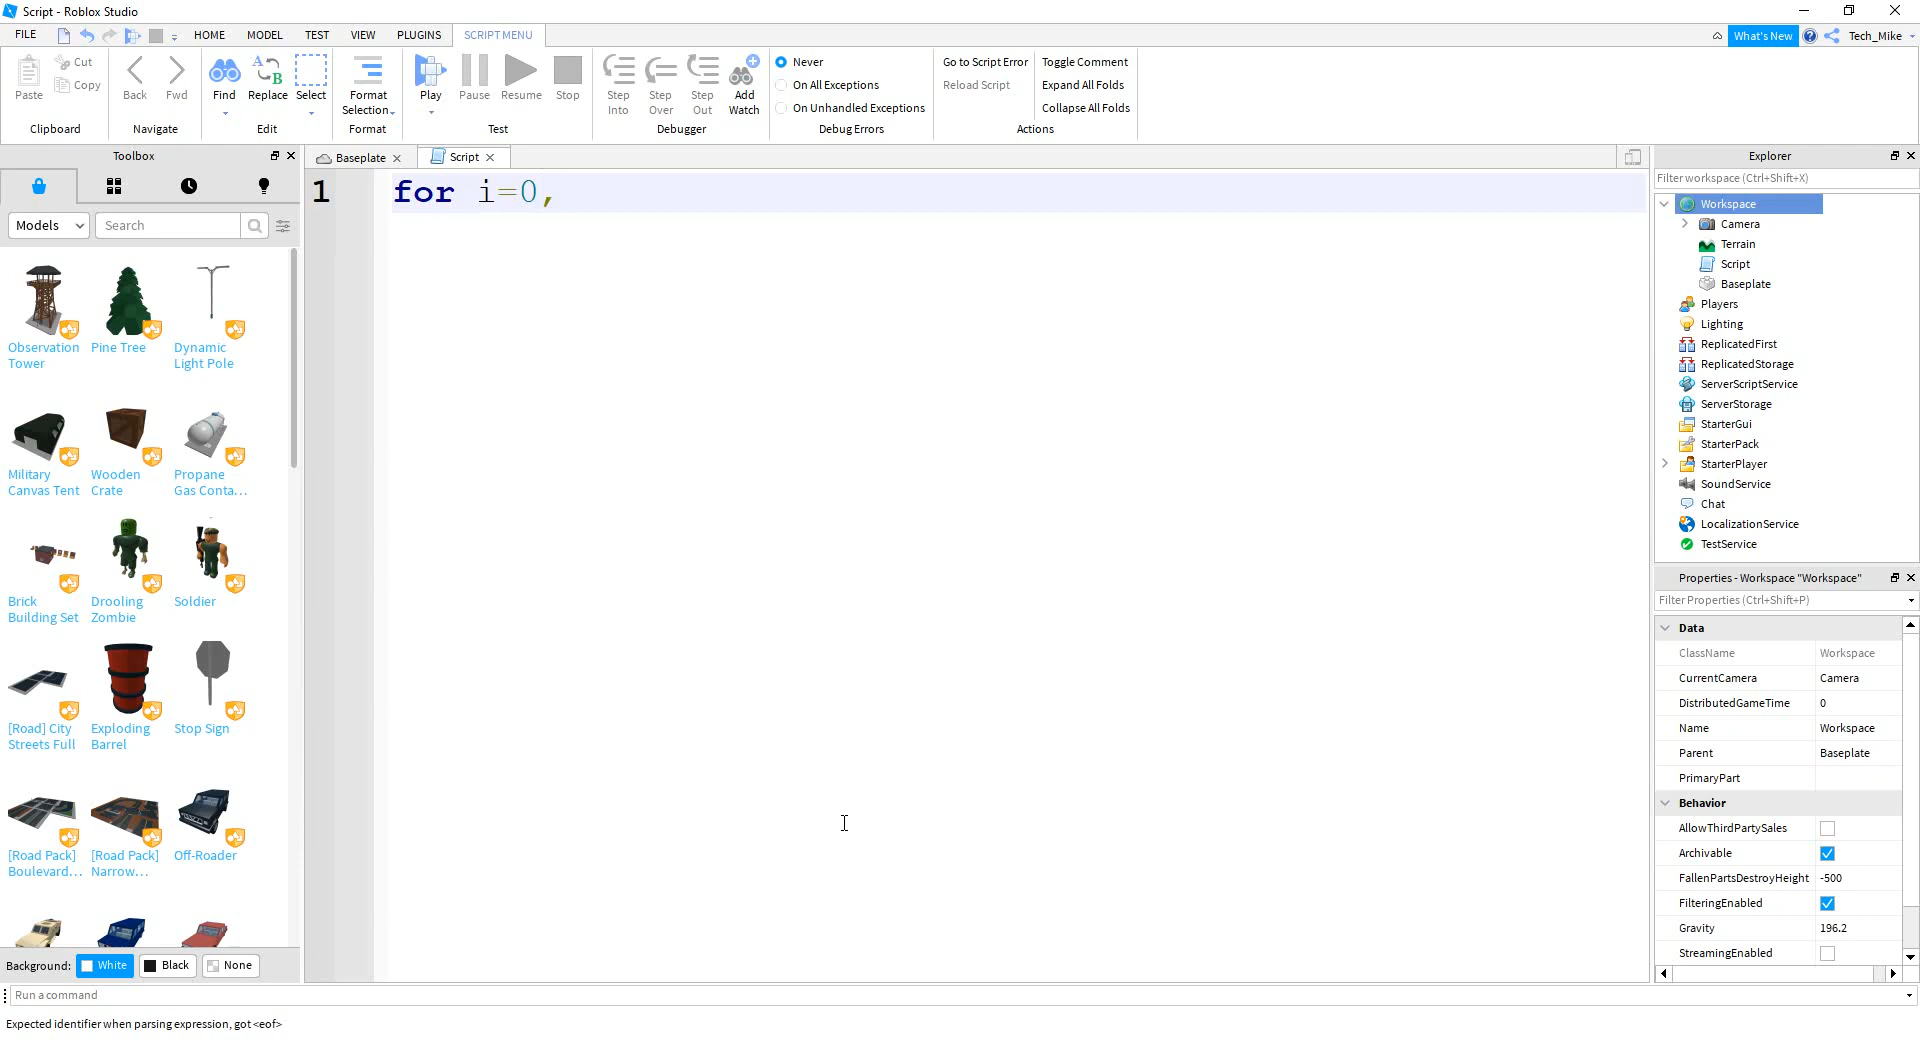 Script - Roblox Studio
FILE HOME MODEL TEST VIEW PLUGINS SCRIPT MENU What's New Tech_Mike
Paste
Cut
Copy
Clipboard
Back
Fwd
Navigate
Find
Replace
Select
Edit
Format
Selection
Format
Play
Pause
Resume
Stop
Test
Step
Into
Step
Over
Step
Out
Add
Watch
Debugger
Never
On All Exceptions
On Unhandled Exceptions
Debug Errors
Go to Script Error
Reload Script
Toggle Comment
Expand All Folds
Collapse All Folds
Actions
Toolbox
Models
Search
Observation
Tower
Pine Tree
Dynamic
Light Pole
Military
Canvas Tent
Wooden
Crate
Propane
Gas Conta...
Brick
Building Set
Drooling
Zombie
Soldier
[Road] City
Streets Full
Exploding
Barrel
Stop Sign
[Road Pack]
Boulevard...
[Road Pack]
Narrow...
Off-Roader
Background: White Black None
Baseplate
Script
1 for i=0,
Explorer
Filter workspace (Ctrl+Shift+X)
Workspace
Camera
Terrain
Script
Baseplate
Players
Lighting
ReplicatedFirst
ReplicatedStorage
ServerScriptService
ServerStorage
StarterGui
StarterPack
StarterPlayer
SoundService
Chat
LocalizationService
TestService
Properties - Workspace "Workspace"
Filter Properties (Ctrl+Shift+P)
Data
ClassName Workspace
CurrentCamera Camera
DistributedGameTime 0
Name Workspace
Parent Baseplate
PrimaryPart
Behavior
AllowThirdPartySales
Archivable
FallenPartsDestroyHeight -500
FilteringEnabled
Gravity 196.2
StreamingEnabled
Run a command
Expected identifier when parsing expression, got <eof>